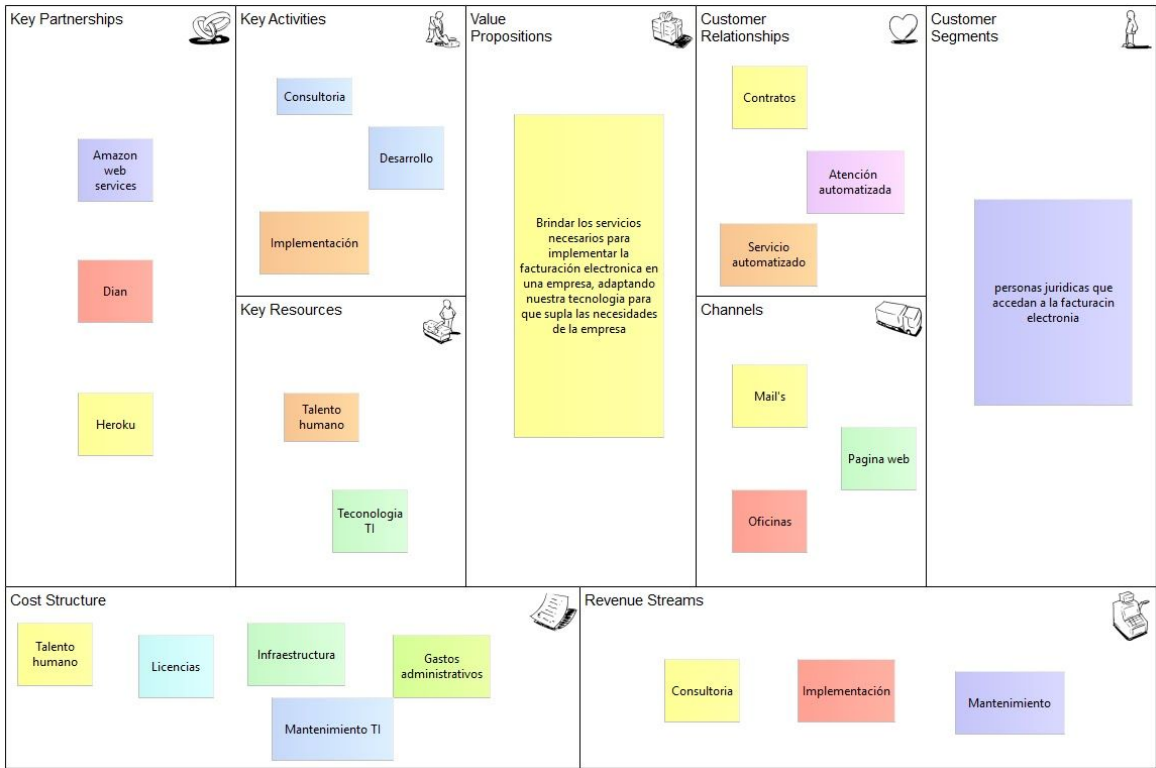 Key Partnerships
Amazon
web
services
Dian
Heroku
Key Activities
Consultoria
Desarrollo
Implementación
Key Resources
Talento
humano
Teconologia
TI
Value
Propositions
Brindar los servicios
necesarios para
implementar la
facturación electronica en
una empresa, adaptando
nuestra tecnologia para
que supla las necesidades
de la empresa
Customer
Relationships
Contratos
Atención
automatizada
Servicio
automatizado
Channels
Mail's
Pagina web
Oficinas
Customer
Segments
personas juridicas que
accedan a la facturacin
electronia
Cost Structure
Talento
humano
Licencias
Infraestructura
Gastos
administrativos
Mantenimiento TI
Revenue Streams
Consultoria
Implementación
Mantenimiento